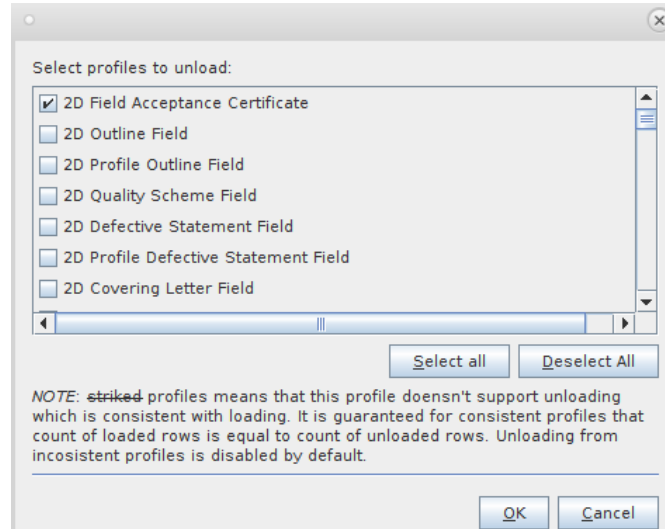 Select profiles to unload:
2D Field Acceptance Certificate
2D Outline Field
2D Profile Outline Field
2D Quality Scheme Field
2D Defective Statement Field
2D Profile Defective Statement Field
2D Covering Letter Field
Select all
Deselect All
NOTE: striked profiles means that this profile doensn't support unloading
which is consistent with loading. It is guaranteed for consistent profiles that
count of loaded rows is equal to count of unloaded rows. Unloading from
incosistent profiles is disabled by default.
OK
Cancel